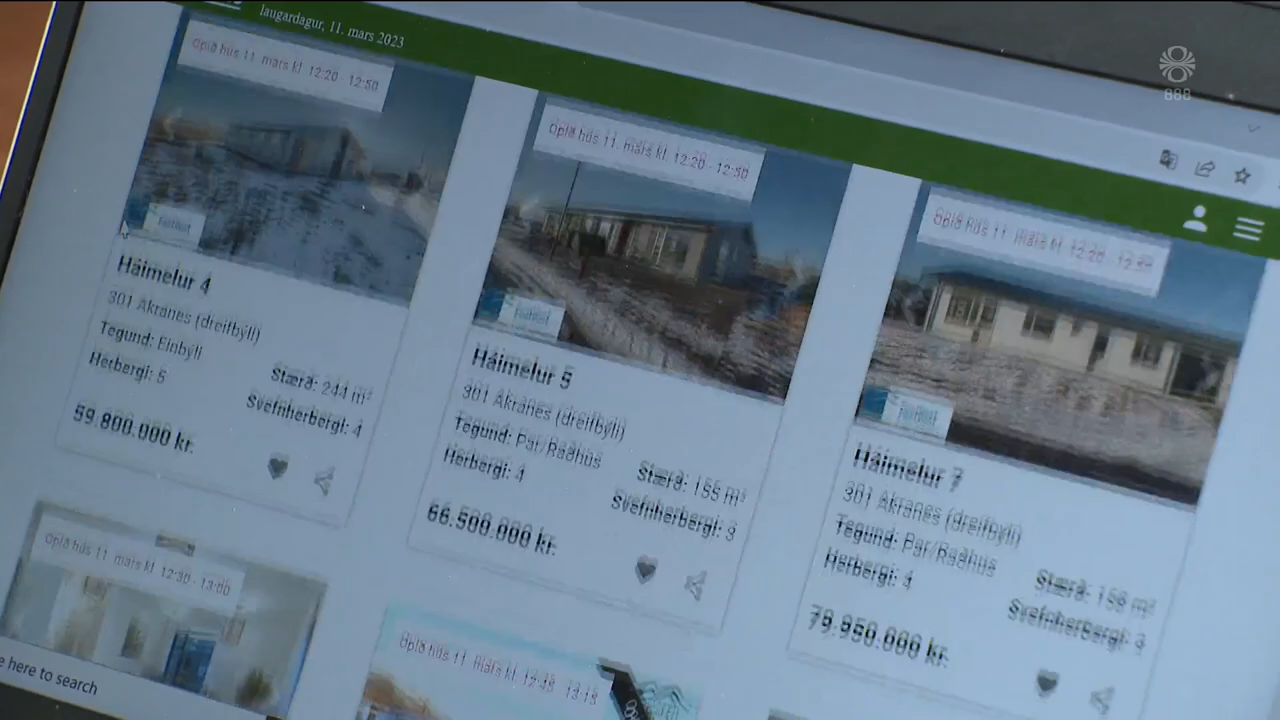 laugardagur, 11. mars 2023
888
Opið hús 11. mars kl. 12:20 - 12:50
Háimelur 4
301 Akranes (dreifbýli)
Tegund: Einbýli
Herbergi: 5
Stærð: 244 m²
Svefnherbergi: 4
59.800.000 kr.
Opið hús 11. mars kl. 12:20 - 12:50
Háimelur 5
301 Akranes (dreifbýli)
Tegund: Par/Raðhús
Herbergi: 4
Stærð: 155 m²
Svefnherbergi: 3
66.500.000 kr.
Opið hús 11. mars kl. 12:20 - 12:50
Háimelur 7
301 Akranes (dreifbýli)
Tegund: Par/Raðhús
Herbergi: 4
Stærð: 158 m²
Svefnherbergi: 3
79.950.000 kr.
Opið hús 11. mars kl. 12:30 - 13:00
Opið hús 11. mars kl. 12:45 - 13:15
e here to search